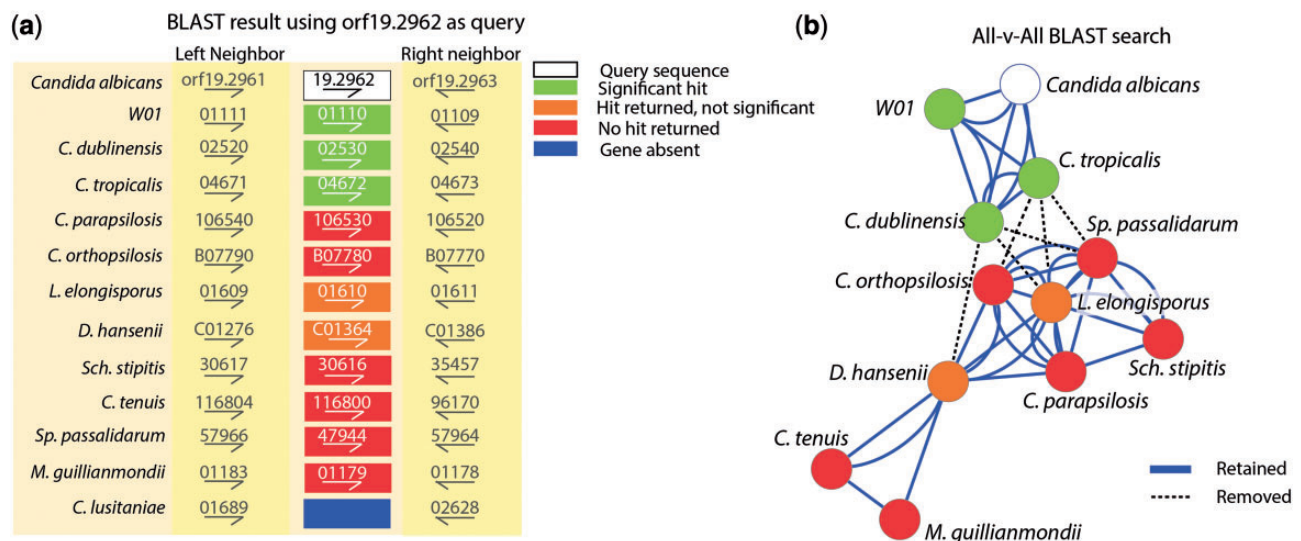 (a)
BLAST result using orf19.2962 as query
Left Neighbor
Right neighbor
Candida albicans orf19.2961 19.2962 orf19.2963
W01 01111 01110 01109
C. dublinensis 02520 02530 02540
C. tropicalis 04671 04672 04673
C. parapsilosis 106540 106530 106520
C. orthopsilosis B07790 B07780 B07770
L. elongisporus 01609 01610 01611
D. hansenii C01276 C01364 C01386
Sch. stipitis 30617 30616 35457
C. tenuis 116804 116800 96170
Sp. passalidarum 57966 47944 57964
M. guillianmondii 01183 01179 01178
C. lusitaniae 01689 02628
Query sequence
Significant hit
Hit returned, not significant
No hit returned
Gene absent
(b)
All-v-All BLAST search
Candida albicans
W01
C. tropicalis
C. dublinensis
Sp. passalidarum
C. orthopsilosis
L. elongisporus
Sch. stipitis
D. hansenii
C. parapsilosis
C. tenuis
M. guillianmondii
Retained
Removed